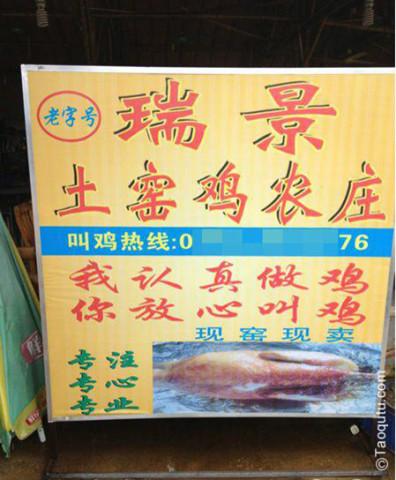 老字号
瑞景
土窑鸡农庄
叫鸡热线:0 76
我认真做鸡
你放心叫鸡
现窑现卖
专注
专心
专业
©Taoqutu.com